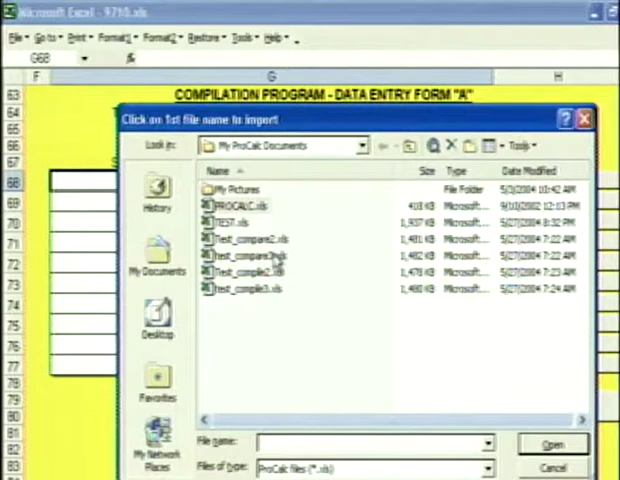 Microsoft Excel - 9710.xls
File Go to Print Format1 Format2 Restore Tools Help
G68 fx
F G H
63 COMPILATION PROGRAM - DATA ENTRY FORM "A"
64
65
66
67
68
69
70
71
72
73
74
75
76
77
78
79
80
81
82
83
Click on 1st file name to import
Look in: My ProCalc Documents Tools
Name Size Type Date Modified
My Pictures File Folder 5/3/2004 10:42 AM
PROCALC.xls 418 KB Microsoft... 9/10/2002 12:13 PM
TEST.xls 1,937 KB Microsoft... 5/27/2004 8:32 PM
Test_compare2.xls 1,481 KB Microsoft... 5/27/2004 7:22 AM
test_compare3.xls 1,482 KB Microsoft... 5/27/2004 7:22 AM
Test_compile2.xls 1,478 KB Microsoft... 5/27/2004 7:23 AM
test_compile3.xls 1,480 KB Microsoft... 5/27/2004 7:24 AM
History
My Documents
Desktop
Favorites
My Network
Places
File name: Open
Files of type: ProCalc files (*.xls) Cancel